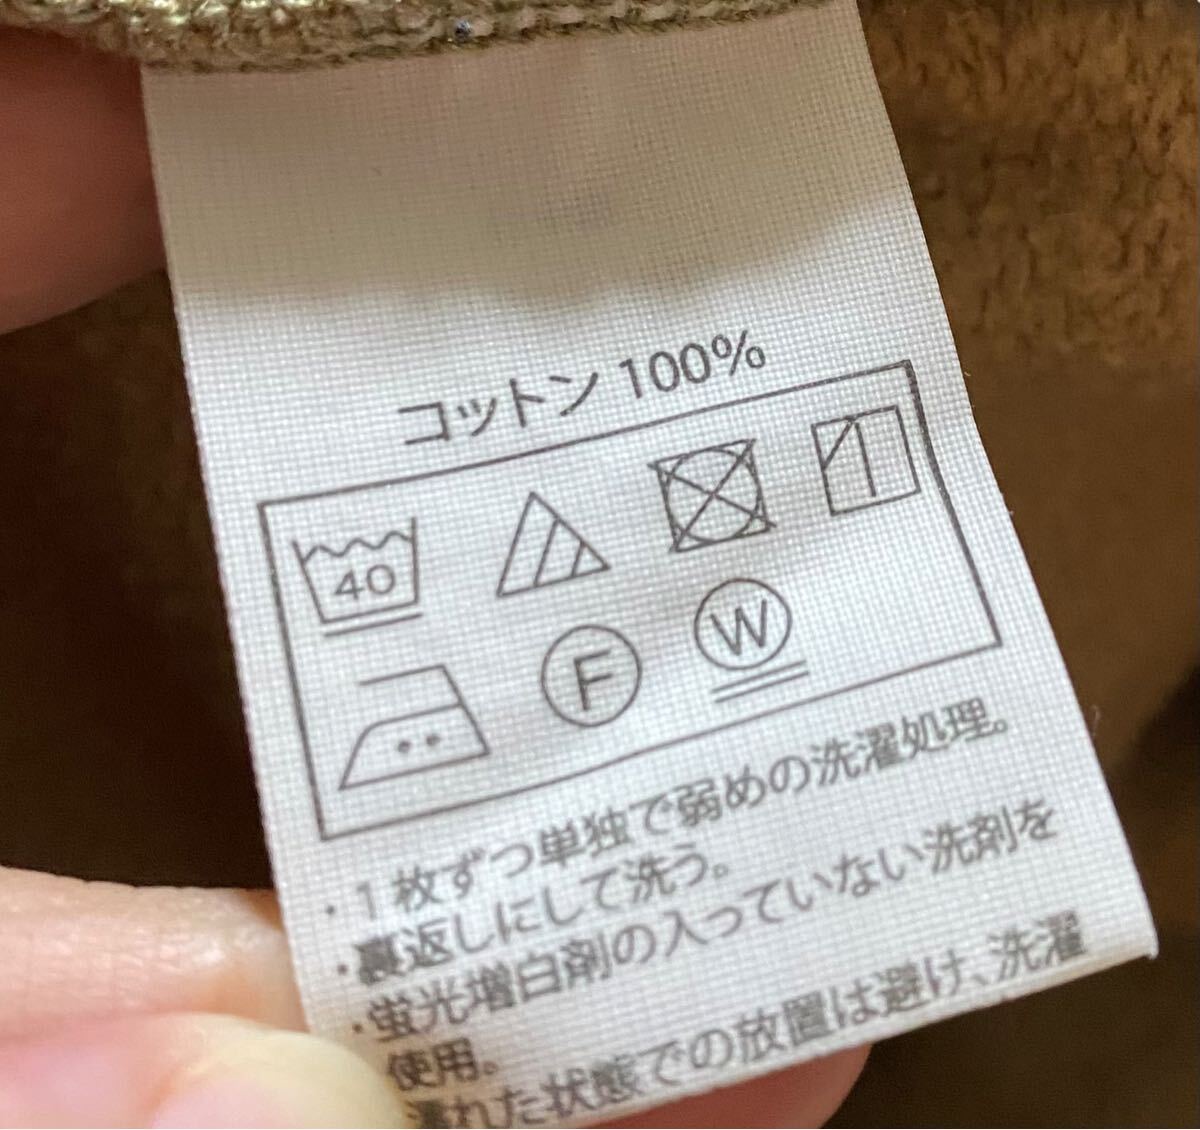 コットン 100%
40
F
W
・1枚ずつ単独で弱めの洗濯処理。
・裏返しにして洗う。
・蛍光増白剤の入っていない洗剤を
使用。
濡れた状態での放置は避け、洗濯